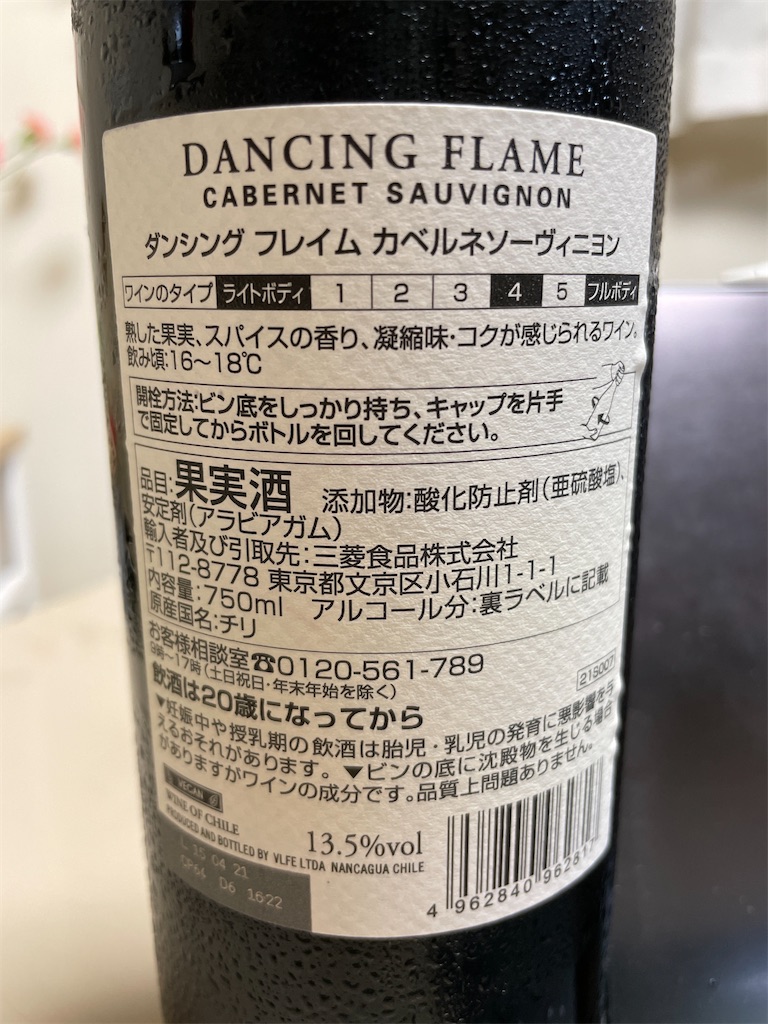 DANCING FLAME
CABERNET SAUVIGNON
ダンシング フレイム カベルネソーヴィニヨン
ワインのタイプ ライトボディ 1 2 3 4 5 フルボディ
熟した果実、スパイスの香り、凝縮味・コクが感じられるワイン。
飲み頃:16～18℃
開栓方法:ビン底をしっかり持ち、キャップを片手
で固定してからボトルを回してください。
品目:果実酒 添加物:酸化防止剤(亜硫酸塩)、
安定剤(アラビアガム)
輸入者及び引取先:三菱食品株式会社
〒112-8778 東京都文京区小石川1-1-1
内容量:750ml アルコール分:裏ラベルに記載
原産国名:チリ
お客様相談室☎0120-561-789
9時～17時(土日祝日・年末年始を除く)
21S007
飲酒は20歳になってから
▼妊娠中や授乳期の飲酒は胎児・乳児の発育に悪影響を与
えるおそれがあります。▼ビンの底に沈殿物を生じる場合
がありますがワインの成分です。品質上問題ありません。
VEGAN
WINE OF CHILE
PRODUCED AND BOTTLED BY VLFE LTDA NANCAGUA CHILE
13.5%vol
04 21
D6 1622
4 962840 962817